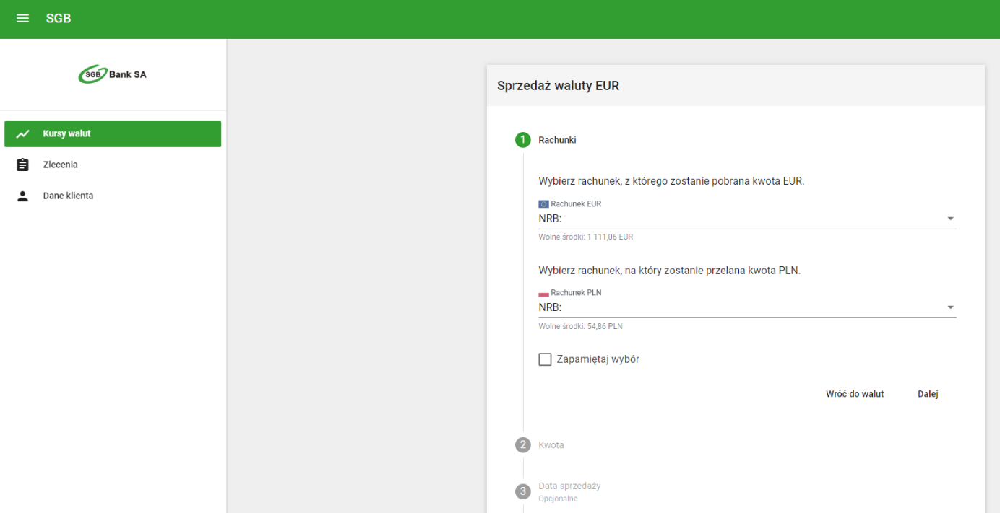 SGB
SGB Bank SA
Kursy walut
Zlecenia
Dane klienta
Sprzedaż waluty EUR
1 Rachunki
Wybierz rachunek, z którego zostanie pobrana kwota EUR.
Rachunek EUR
NRB:
Wolne środki: 1 111,06 EUR
Wybierz rachunek, na który zostanie przelana kwota PLN.
Rachunek PLN
NRB:
Wolne środki: 54,86 PLN
Zapamiętaj wybór
Wróć do walut Dalej
2 Kwota
3 Data sprzedaży
Opcjonalne